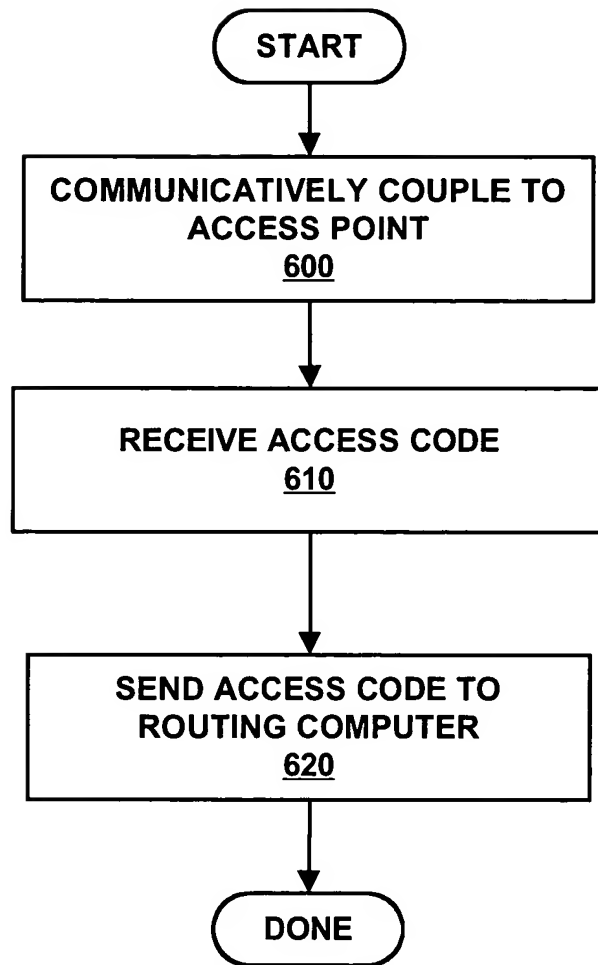 START
COMMUNICATIVELY COUPLE TO
ACCESS POINT
600
RECEIVE ACCESS CODE
610
SEND ACCESS CODE TO
ROUTING COMPUTER
620
DONE